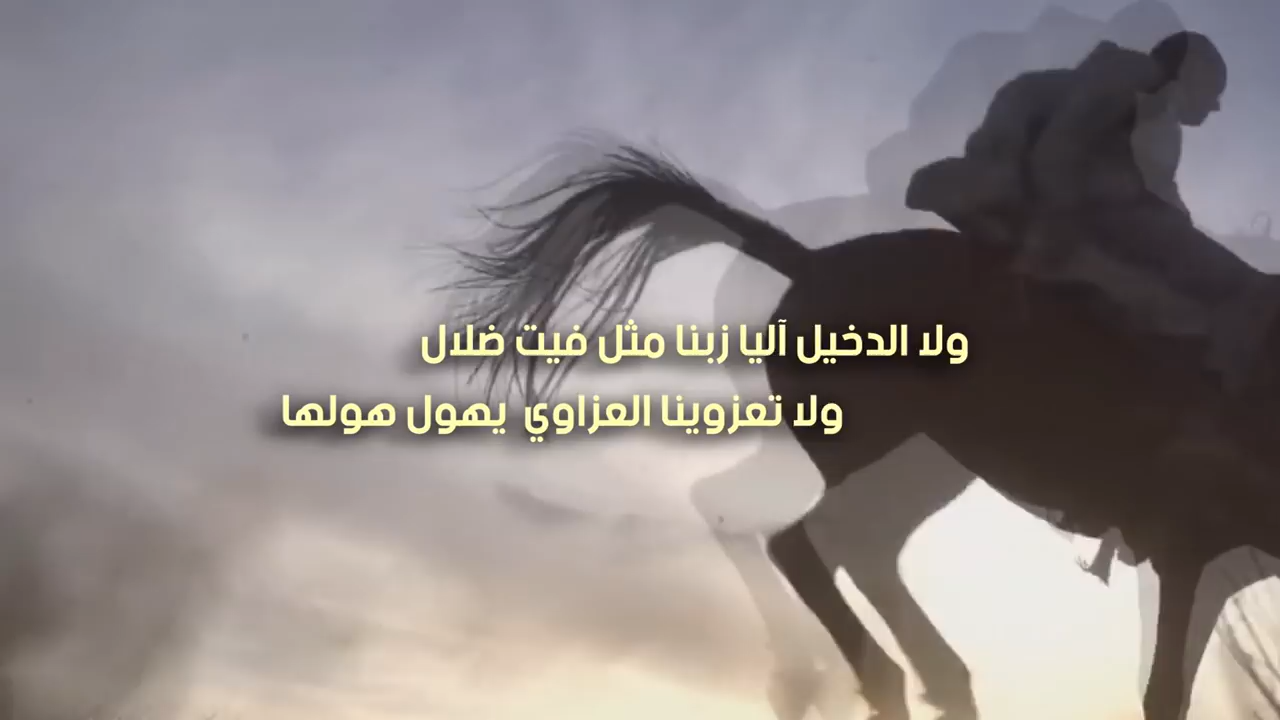 ولا الدخيل آليا زبنا مثل فيت ضلال
ولا تعزوينا العزاوي يهول هولها